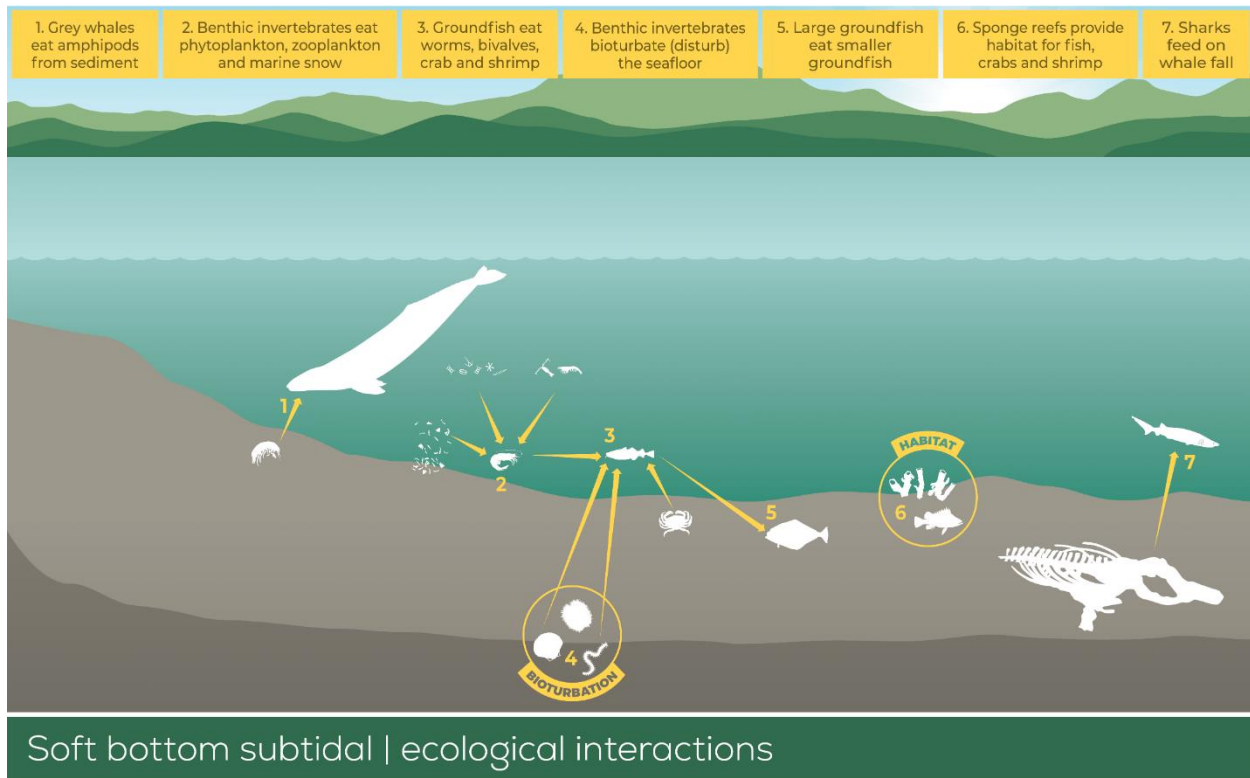 1. Grey whales
eat amphipods
from sediment
2. Benthic invertebrates eat
phytoplankton, zooplankton
and marine snow
3. Groundfish eat
worms, bivalves,
crab and shrimp
4. Benthic invertebrates
bioturbate (disturb)
the seafloor
5. Large groundfish
eat smaller
groundfish
6. Sponge reefs provide
habitat for fish,
crabs and shrimp
7. Sharks
feed on
whale fall
1
2
3
4
BIOTURBATION
5
HABITAT
6
7
Soft bottom subtidal | ecological interactions